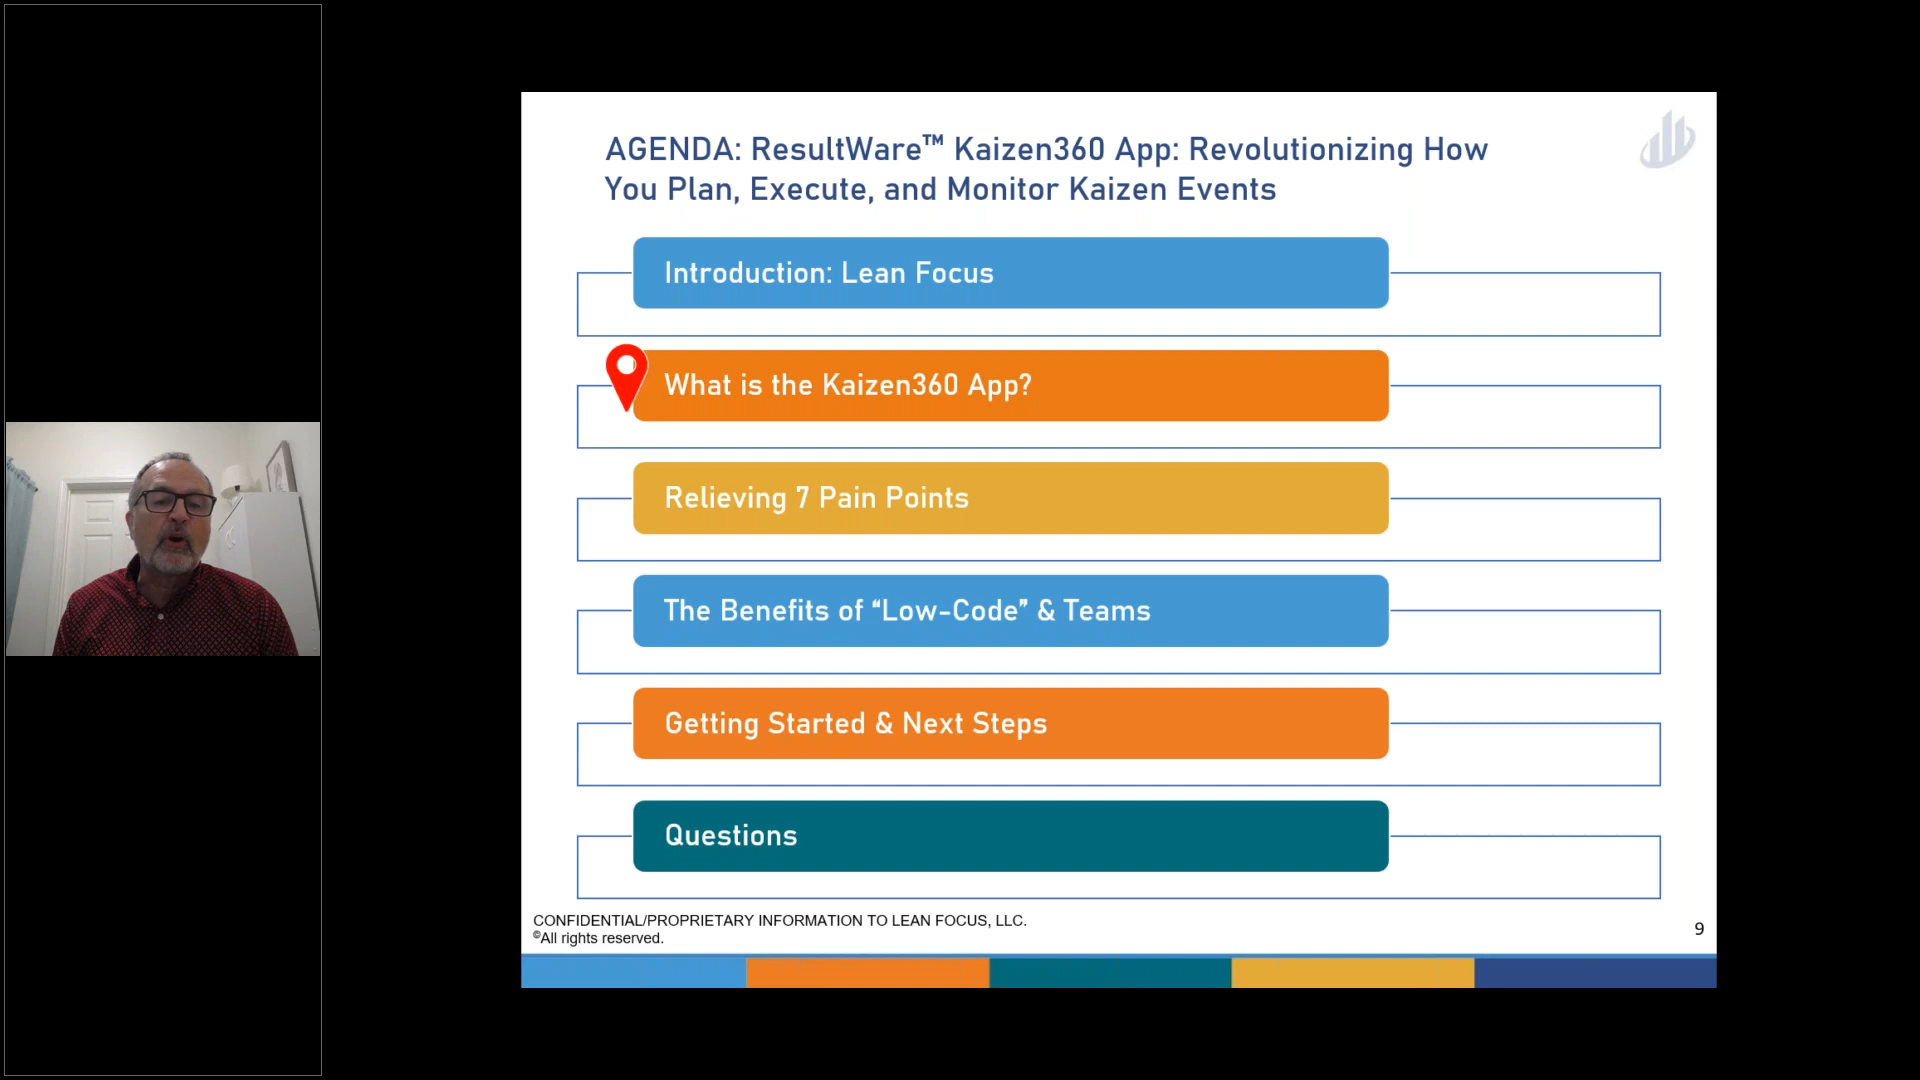 AGENDA: ResultWare™ Kaizen360 App: Revolutionizing How
You Plan, Execute, and Monitor Kaizen Events
Introduction: Lean Focus
What is the Kaizen360 App?
Relieving 7 Pain Points
The Benefits of “Low-Code” & Teams
Getting Started & Next Steps
Questions
CONFIDENTIAL/PROPRIETARY INFORMATION TO LEAN FOCUS, LLC.
©All rights reserved.
9